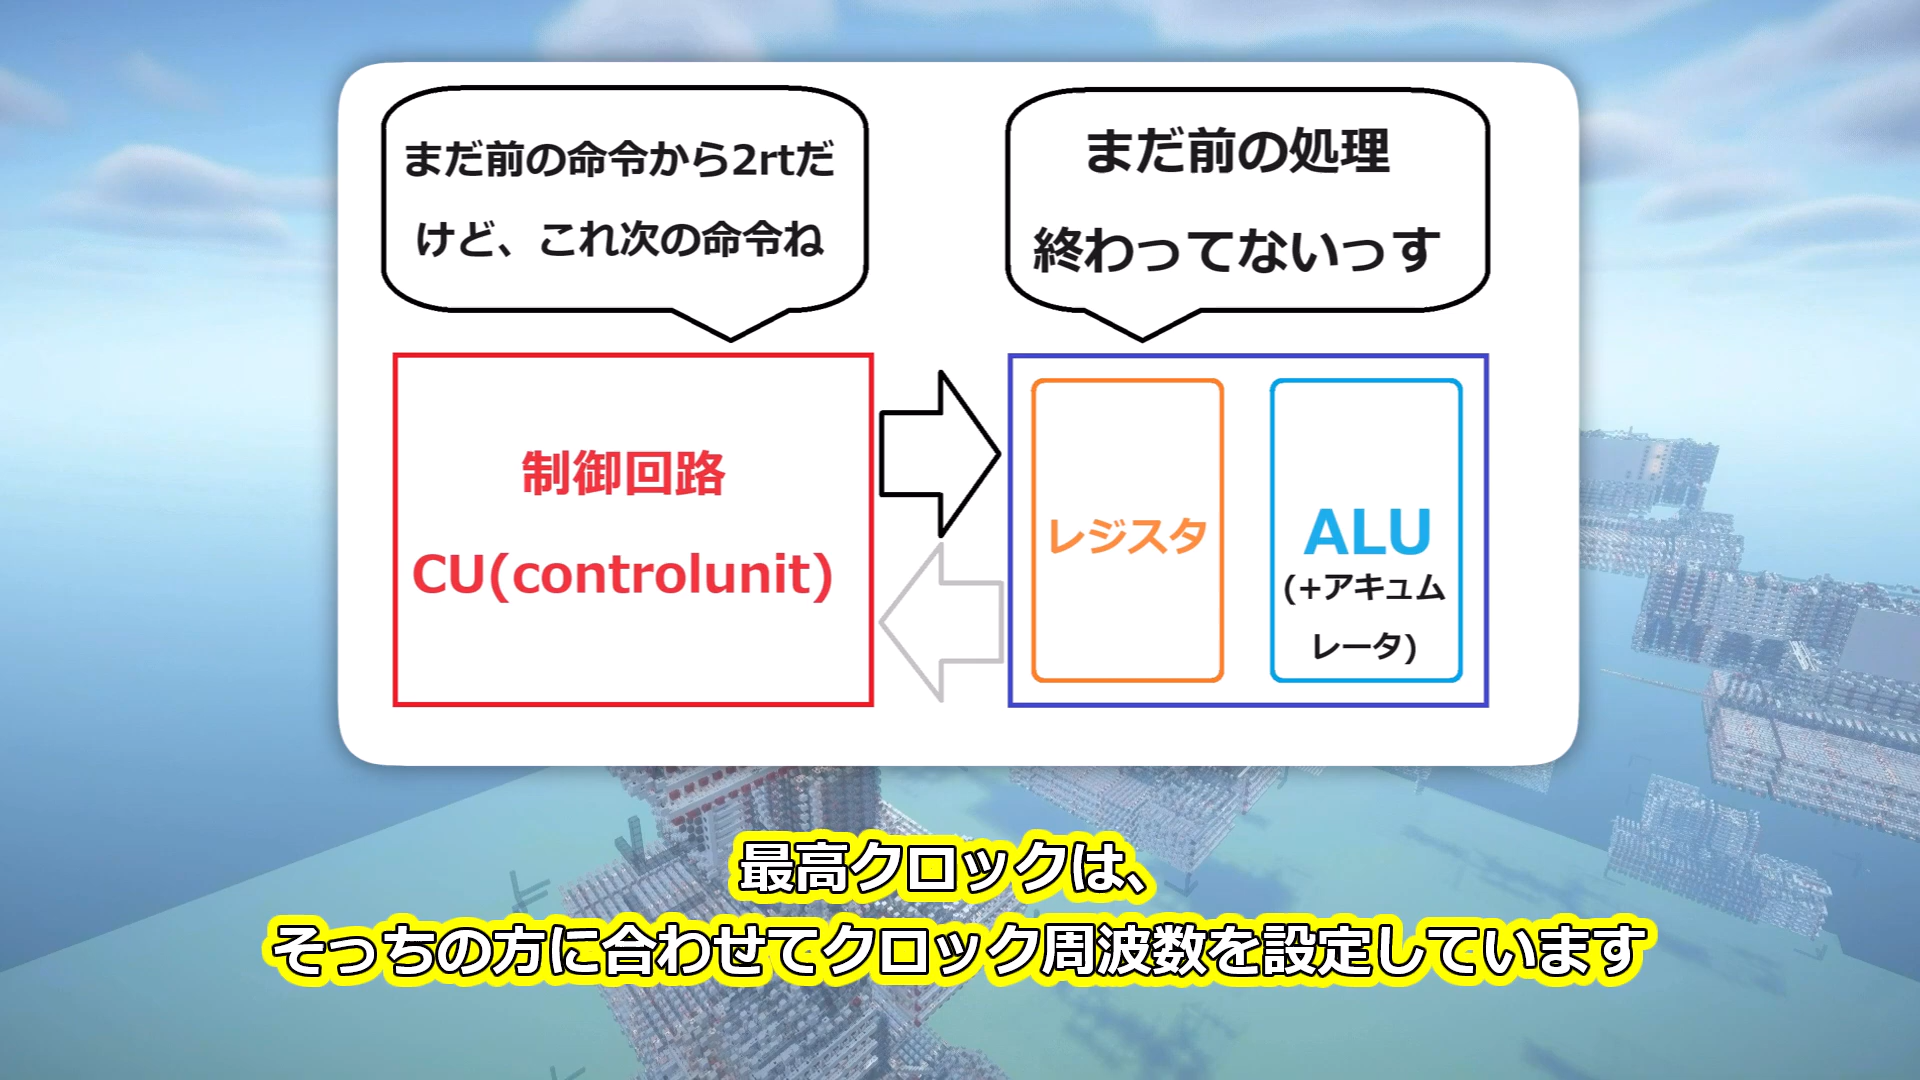 まだ前の命令から2rtだ
けど、これ次の命令ね
まだ前の処理
終わってないっす
制御回路
CU(controlunit)
レジスタ
ALU
(+アキュム
レータ)
最高クロックは、
そっちの方に合わせてクロック周波数を設定しています